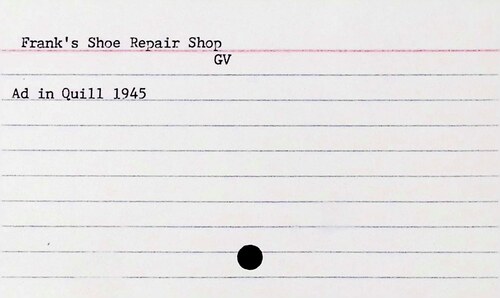 Frank's Shoe Repair Shop
GV
Ad in Quill 1945